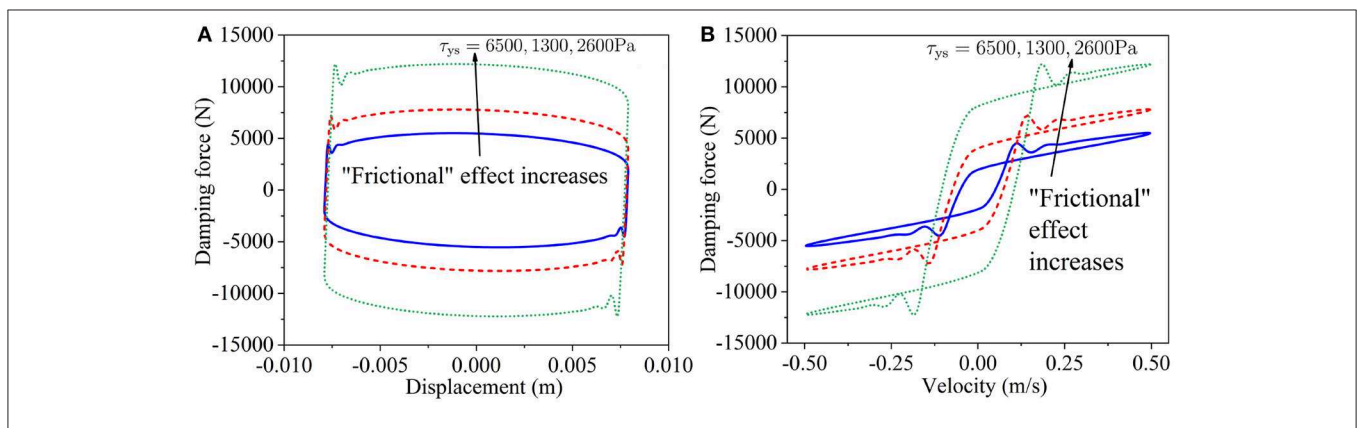 A
τys = 6500, 1300, 2600Pa
15000
10000
5000
0
-5000
-10000
-15000
Damping force (N)
"Frictional" effect increases
-0.010
-0.005
0.000
0.005
0.010
Displacement (m)
B
τys = 6500, 1300, 2600Pa
15000
10000
5000
0
-5000
-10000
-15000
Damping force (N)
"Frictional"
effect
increases
-0.50
-0.25
0.00
0.25
0.50
Velocity (m/s)